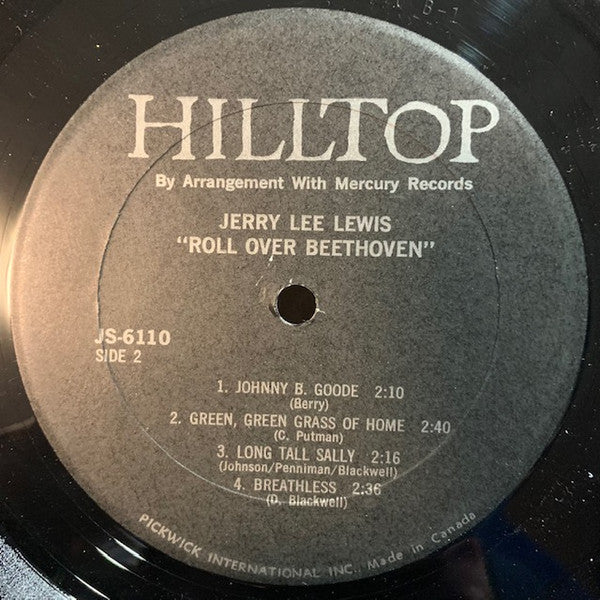 B-1
HILLTOP
By Arrangement With Mercury Records
JERRY LEE LEWIS
"ROLL OVER BEETHOVEN"
JS-6110
SIDE 2
1. JOHNNY B. GOODE 2:10
(Berry)
2. GREEN, GREEN GRASS OF HOME 2:40
(C. Putman)
3. LONG TALL SALLY 2:16
(Johnson/Penniman/Blackwell)
4. BREATHLESS 2:36
(O. Blackwell)
PICKWICK INTERNATIONAL INC. Made in Canada